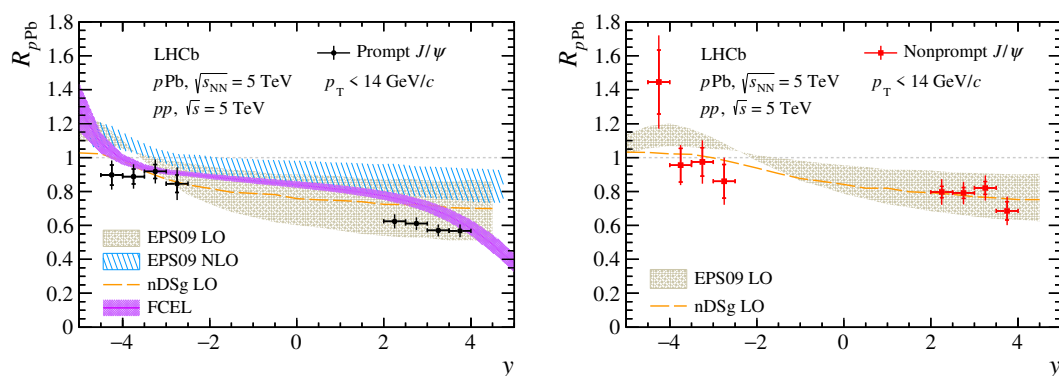 R_pPb
1.8
1.6
1.4
1.2
1
0.8
0.6
0.4
0.2
0
LHCb
Prompt J/ψ
pPb, √s_NN = 5 TeV
p_T < 14 GeV/c
pp, √s = 5 TeV
EPS09 LO
EPS09 NLO
nDSg LO
FCEL
−4 −2 0 2 4
y
R_pPb
1.8
1.6
1.4
1.2
1
0.8
0.6
0.4
0.2
0
LHCb
Nonprompt J/ψ
pPb, √s_NN = 5 TeV
p_T < 14 GeV/c
pp, √s = 5 TeV
EPS09 LO
nDSg LO
−4 −2 0 2 4
y